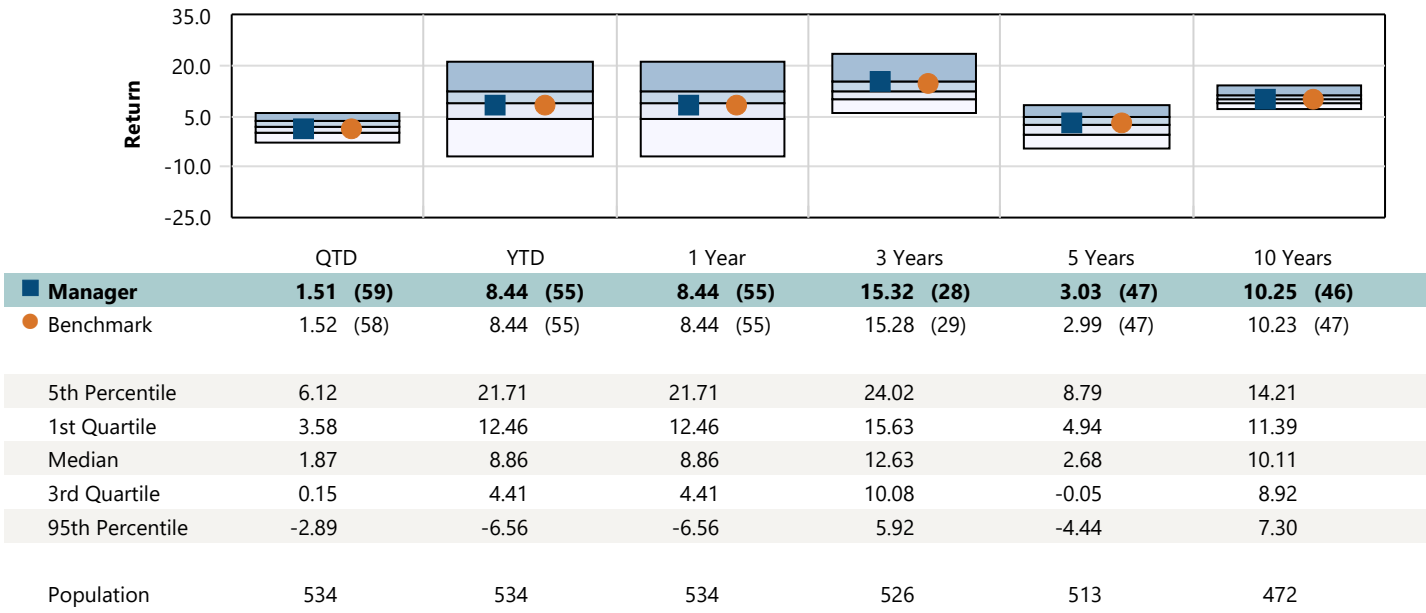 35.0
20.0
5.0
-10.0
-25.0
Return
QTD YTD 1 Year 3 Years 5 Years 10 Years
Manager 1.51 (59) 8.44 (55) 8.44 (55) 15.32 (28) 3.03 (47) 10.25 (46)
Benchmark 1.52 (58) 8.44 (55) 8.44 (55) 15.28 (29) 2.99 (47) 10.23 (47)
5th Percentile 6.12 21.71 21.71 24.02 8.79 14.21
1st Quartile 3.58 12.46 12.46 15.63 4.94 11.39
Median 1.87 8.86 8.86 12.63 2.68 10.11
3rd Quartile 0.15 4.41 4.41 10.08 -0.05 8.92
95th Percentile -2.89 -6.56 -6.56 5.92 -4.44 7.30
Population 534 534 534 526 513 472